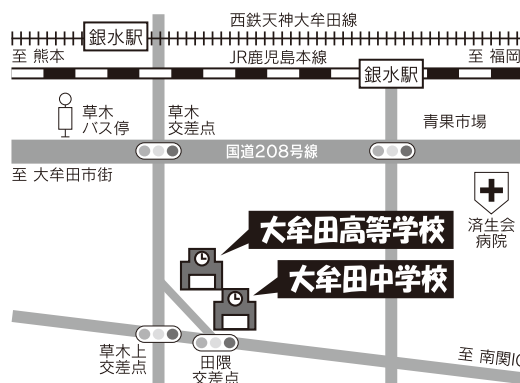 西鉄天神大牟田線
銀水駅
至 熊本
JR鹿児島本線
至 福岡
銀水駅
草木
バス停
草木
交差点
青果市場
国道208号線
至 大牟田市街
済生会
病院
大牟田高等学校
大牟田中学校
草木上
交差点
田隈
交差点
至 南関IC